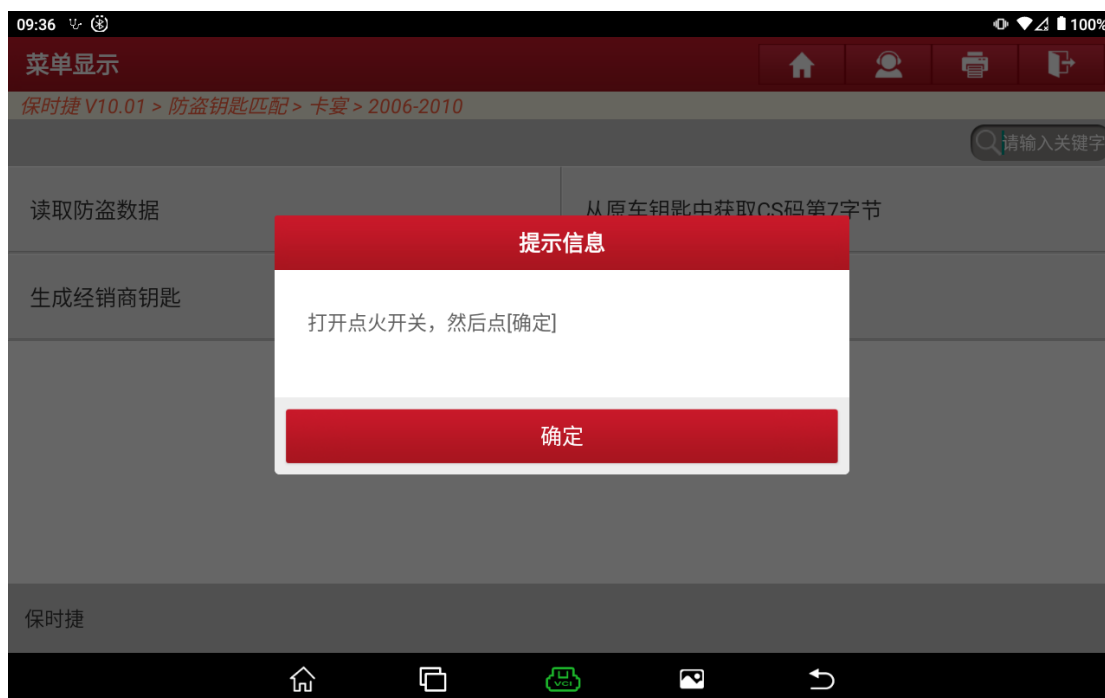 09:36
100%
菜单显示
保时捷 V10.01 > 防盗钥匙匹配 > 卡宴 > 2006-2010
请输入关键字
读取防盗数据
从原车钥匙中获取CS码第7字节
提示信息
生成经销商钥匙
打开点火开关，然后点[确定]
确定
保时捷
VCI